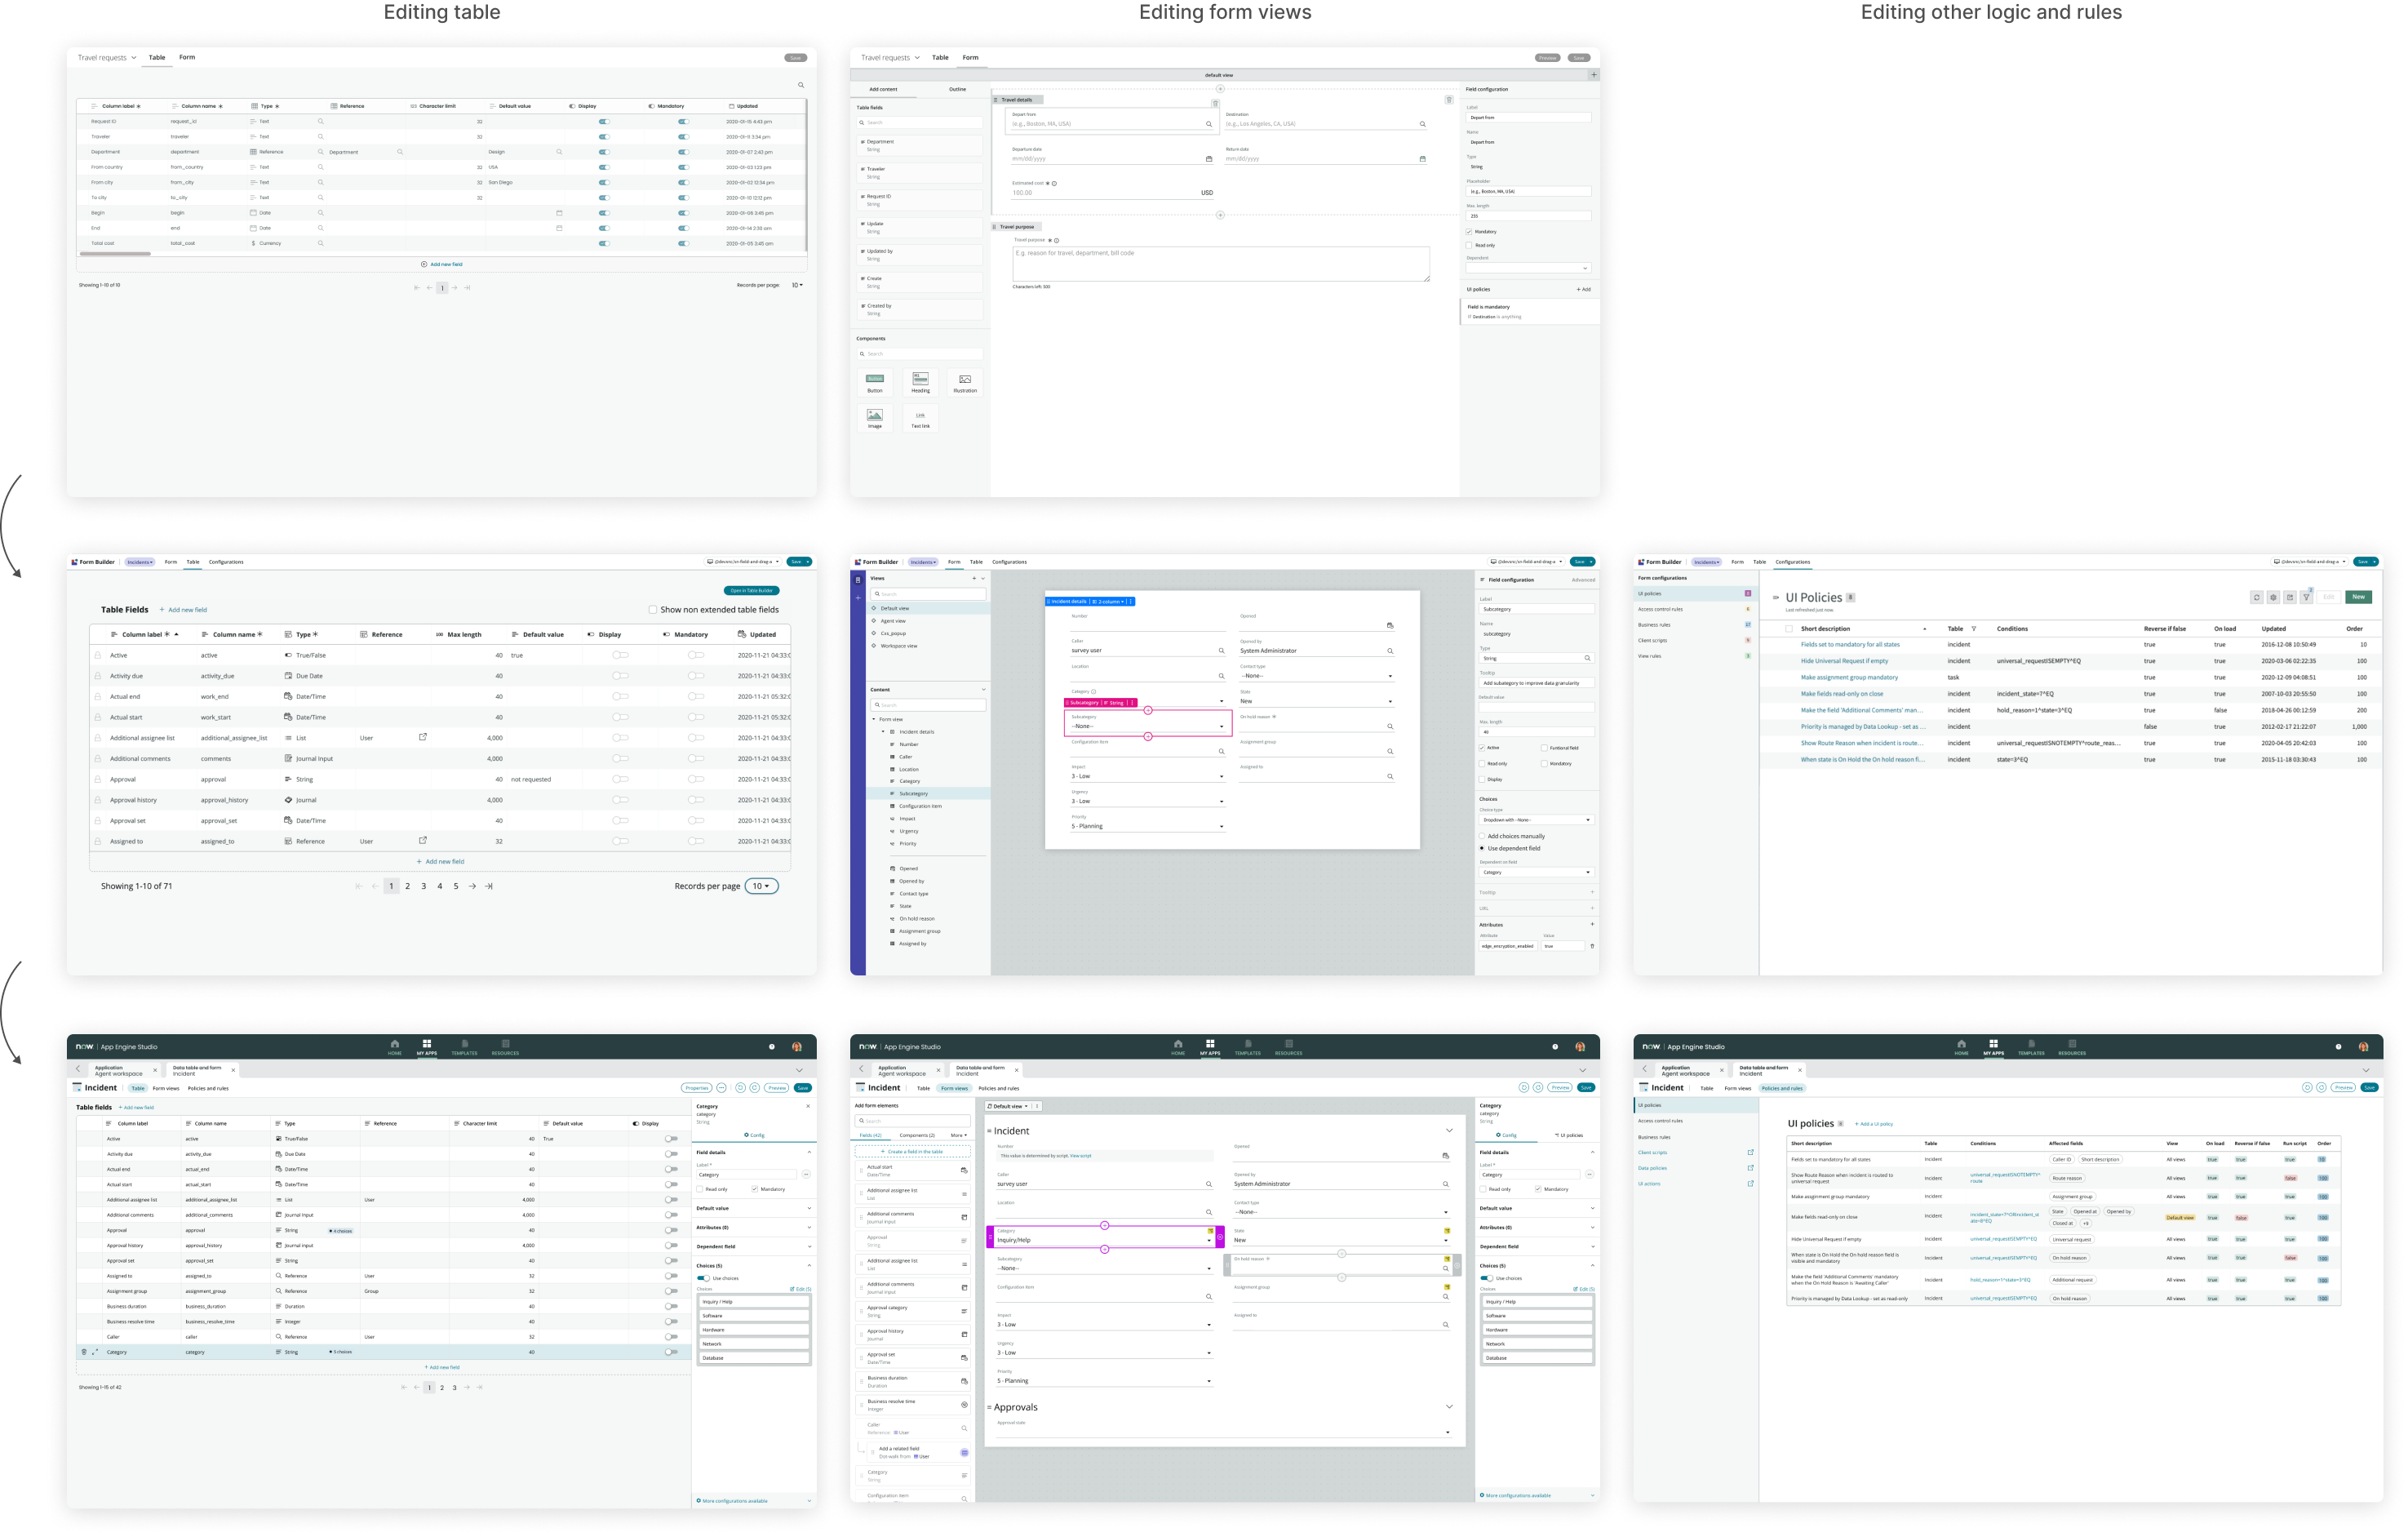 Editing table
Editing form views
Editing other logic and rules
Travel requests Table Form Save
Column label * Column name * Type * Reference Character limit Default value Display Mandatory Updated
Request ID request_id Text 32 2020-01-15 4:43 pm
Traveler traveler Text 32 2020-01-11 3:34 pm
Department department Reference Department Design 2020-01-07 2:43 pm
From country from_country Text 32 USA 2020-01-03 1:23 pm
From city from_city Text 32 San Diego 2020-01-02 12:34 pm
To city to_city Text 32 2020-01-10 12:12 pm
Begin begin Date 2020-01-08 3:45 pm
End end Date 2020-01-14 2:35 am
Total cost total_cost $ Currency 2020-01-05 3:45 am
Add new field
Showing 1-10 of 10 1 Records per page: 10
Travel requests Table Form Preview Save
default view
Add content Outline
Table fields
Search
Department
String
Traveler
String
Request ID
String
Update
String
Updated by
String
Create
String
Created by
String
Components
Search
Button Heading Illustration
Image Text link
Travel details
Depart from Destination
(e.g., Boston, MA, USA) (e.g., Los Angeles, CA, USA)
Departure date Return date
mm/dd/yyyy mm/dd/yyyy
Estimated cost *
100.00 USD
Travel purpose
Travel purpose *
E.g. reason for travel, department, bill code
Characters left: 500
Field configuration
Label
Depart from
Name
Depart from
Type
String
Placeholder
(e.g., Boston, MA, USA)
Max. length
255
Mandatory
Read only
Dependent
UI policies + Add
Field is mandatory
If Destination is anything
Form Builder Incidents Form Table Configurations Save
Open in Table Builder
Table Fields + Add new field Show non extended table fields
Column label * Column name * Type * Reference Max length Default value Display Mandatory Updated
Active active True/False 40 true 2020-11-21 04:33:0
Activity due activity_due Due Date 40 2020-11-21 04:33:0
Actual end work_end Date/Time 40 2020-11-21 05:32:0
Actual start work_start Date/Time 40 2020-11-21 05:32:0
Additional assignee list additional_assignee_list List User 4,000 2020-11-21 04:33:0
Additional comments comments Journal Input 4,000 2020-11-21 04:33:0
Approval approval String 40 not requested 2020-11-21 04:33:0
Approval history approval_history Journal 4,000 2020-11-21 04:33:0
Approval set approval_set Date/Time 40 2020-11-21 04:33:0
Assigned to assigned_to Reference User 32 2020-11-21 04:33:0
+ Add new field
Showing 1-10 of 71 1 2 3 4 5 Records per page 10
Form Builder Incidents Form Table Configurations Save
Views
Search
Default view
Agent view
Css_popup
Workspace view
Content
Search
Form view
Incident details
Number
Caller
Location
Category
Subcategory
Configuration item
Impact
Urgency
Priority
Opened
Opened by
Contact type
State
On hold reason
Assignment group
Assigned by
Incident details 2-column
Number Opened
Caller Opened by
survey user System Administrator
Location Contact type
--None--
Category State
New
Subcategory String
Subcategory On hold reason
--None--
Configuration item Assignment group
Impact Assigned to
3 - Low
Urgency
3 - Low
Priority
5 - Planning
Field configuration Advanced
Label
Subcategory
Name
subcategory
Type
String
Tooltip
Add subategory to improve data granularity
Default value
Max. length
40
Active Funtional field
Read only Mandatory
Display
Choices
Choice type
Dropdown with --None--
Add choices manually
Use dependent field
Dependent on field
Category
Tooltip
URL
Attributes
Attribute Value
edge_encryption_enabled true
Form Builder Incidents Form Table Configurations Save
Form configurations
UI policies
Access control rules
Business rules
Client scripts
View rules
UI Policies 8
Last refreshed just now.
Edit New
Short description Table Conditions Reverse if false On load Updated Order
Fields set to mandatory for all states incident true true 2016-12-08 10:50:49 10
Hide Universal Request if empty incident universal_requestISEMPTY^EQ true true 2020-03-06 02:22:35 100
Make assignment group mandatory task true true 2020-12-09 04:08:51 100
Make fields read-only on close incident incident_state=7^EQ true true 2007-10-03 20:55:50 100
Make the field 'Additional Comments' man... incident hold_reason=1^state=3^EQ true false 2018-04-26 00:12:59 200
Priority is managed by Data Lookup - set as ... incident false true 2012-02-17 21:22:07 1,000
Show Route Reason when incident is route... incident universal_requestISNOTEMPTY^route_reas... true true 2020-04-05 20:42:03 100
When state is On Hold the On hold reason fi... incident state=3^EQ true true 2015-11-18 03:30:43 100
now. App Engine Studio HOME MY APPS TEMPLATES RESOURCES
Application
Agent workspace
Data table and form
Incident
Incident Table Form views Policies and rules Properties Preview Save
Table fields + Add new field
Column label Column name Type Reference Character limit Default value Display
Active active True/False 40 True
Activity due activity_due Due Date 40
Actual end actual_end Date/Time 40
Actual start actual_start Date/Time 40
Additional assignee list additional_assignee_list List User 4,000
Additional comments additional_comments Journal input 4,000
Approval approval String 4 choices 40
Approval history approval_history Journal input 4,000
Approval set approval_set String 40
Assigned to assigned_to Reference User 32
Assignment group assignment_group Reference Group 32
Business duration business_duration Duration 40
Business resolve time business_resolve_time Integer 40
Caller caller Reference User 32
Category category String 5 choices 40
+ Add new field
Showing 1-15 of 42 1 2 3
Category
category
String
Config
Field details
Label *
Category
Read only Mandatory
Default value
Attributes (0)
Dependent field
Choices (5)
Use choices
Choices Edit (5)
Inquiry / Help
Software
Hardware
Network
Database
More configurations available
now. App Engine Studio HOME MY APPS TEMPLATES RESOURCES
Application
Agent workspace
Data table and form
Incident
Incident Table Form views Policies and rules Preview Save
Add form elements
Search
Fields (42) Components (2) More
+ Create a field in the table
Actual start
Date/Time
Additional assignee list
List
Additional comments
Journal input
Approval
String
Additional assignee list
List
Additional comments
Journal input
Approval category
String
Approval history
Journal
Approval set
Date/Time
Business duration
Duration
Business resolve time
Integer
Caller
Reference User
Add a related field
Dot-walk from User
Category
String
Configuration item
Default view
Incident
Number Opened
This value is determined by script. View script
Caller Opened by
survey user System Administrator
Location Contact type
--None--
Category State
Inquiry/Help New
Subcategory On hold reason
--None--
Configuration item Assignment group
Impact Assigned to
3 - Low
Urgency
3 - Low
Priority
5 - Planning
Approvals
Approval state
Category
category
String
Config UI policies
Field details
Label *
Category
Read only Mandatory
Default value
Attributes (0)
Dependent field
Choices (5)
Use choices
Choices Edit (5)
Inquiry / Help
Software
Hardware
Network
Database
More configurations available
now. App Engine Studio HOME MY APPS TEMPLATES RESOURCES
Application
Agent workspace
Data table and form
Incident
Incident Table Form views Policies and rules Preview Save
UI policies
Access control rules
Business rules
Client scripts
Data policies
UI actions
UI policies 8 + Add a UI policy
Short description Table Conditions Affected fields View On load Reverse if false Run script Order
Fields set to mandatory for all states Incident Caller ID Short description All views true true true 10
Show Route Reason when incident is routed to Incident universal_requestISNOTEMPTY^ Route reason All views true true false 100
universal request route
Make assignment group mandatory Incident Assignment group All views true true true 100
Make fields read-only on close Incident incident_state=7^ORincident_st State Opened at Opened by Default view true false true 100
ate=8^EQ Closed at +6
Hide Universal Request if empty Incident universal_requestISEMPTY^EQ Universal request All views true true true 100
When state is On Hold the On hold reason field is Incident universal_requestISEMPTY^EQ On hold reason All views true true false 100
visible and mandatory
Make the field 'Additional Comments' mandatory Incident hold_reason=1^state=3^EQ Additional request All views true true true 100
when the On Hold Reason is 'Awaiting Caller'
Priority is managed by Data Lookup - set as read-only Incident universal_requestISEMPTY^EQ On hold reason All views true true true 100